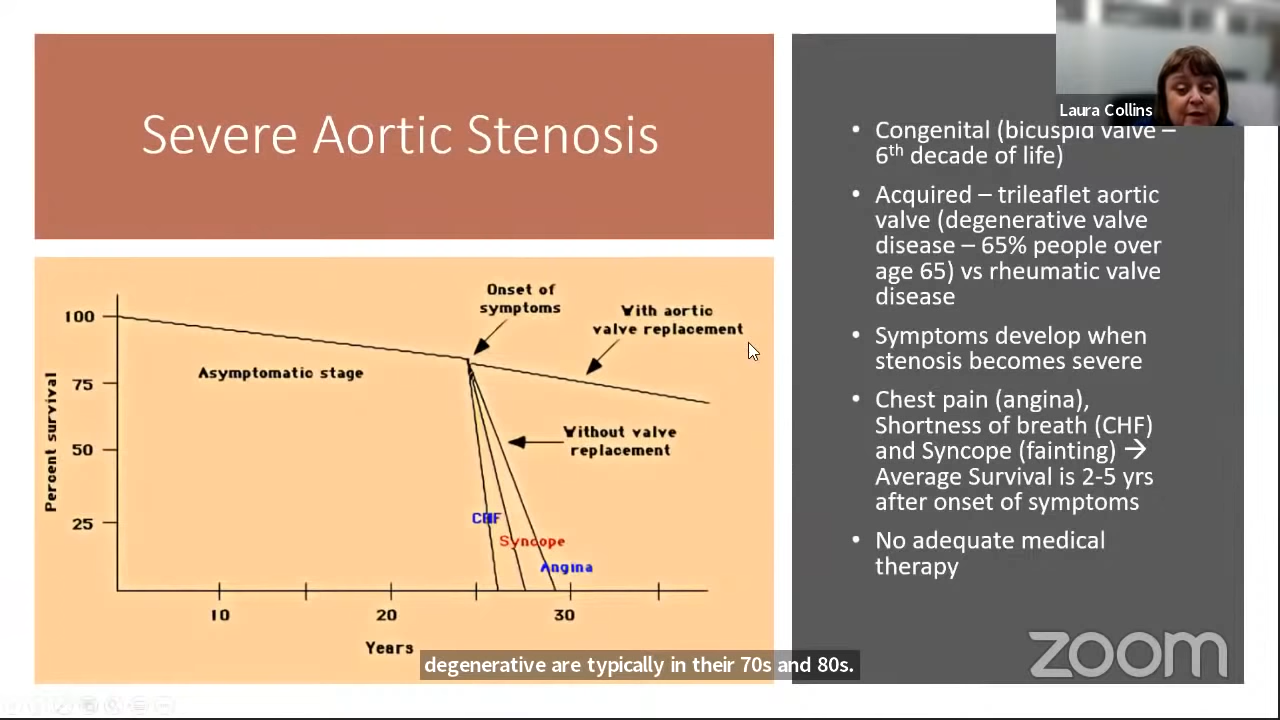 Severe Aortic Stenosis
Laura Collins
• Congenital (bicuspid valve –
6th decade of life)
• Acquired – trileaflet aortic
valve (degenerative valve
disease – 65% people over
age 65) vs rheumatic valve
disease
• Symptoms develop when
stenosis becomes severe
• Chest pain (angina),
Shortness of breath (CHF)
and Syncope (fainting) →
Average Survival is 2-5 yrs
after onset of symptoms
• No adequate medical
therapy
Onset of
symptoms
With aortic
valve replacement
Asymptomatic stage
Without valve
replacement
CHF
Syncope
Angina
Percent survival
100
75
50
25
10
20
30
Years
degenerative are typically in their 70s and 80s.
zoom